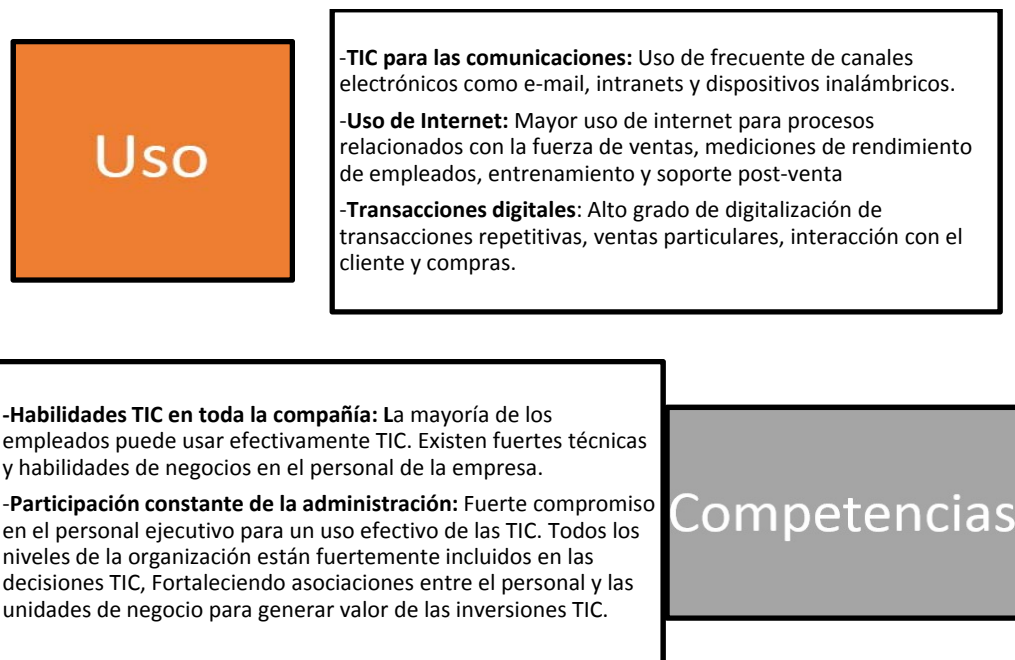 Uso
-TIC para las comunicaciones: Uso de frecuente de canales
electrónicos como e-mail, intranets y dispositivos inalámbricos.
-Uso de Internet: Mayor uso de internet para procesos
relacionados con la fuerza de ventas, mediciones de rendimiento
de empleados, entrenamiento y soporte post-venta
-Transacciones digitales: Alto grado de digitalización de
transacciones repetitivas, ventas particulares, interacción con el
cliente y compras.
-Habilidades TIC en toda la compañía: La mayoría de los
empleados puede usar efectivamente TIC. Existen fuertes técnicas
y habilidades de negocios en el personal de la empresa.
-Participación constante de la administración: Fuerte compromiso
en el personal ejecutivo para un uso efectivo de las TIC. Todos los
niveles de la organización están fuertemente incluidos en las
decisiones TIC, Fortaleciendo asociaciones entre el personal y las
unidades de negocio para generar valor de las inversiones TIC.
Competencias